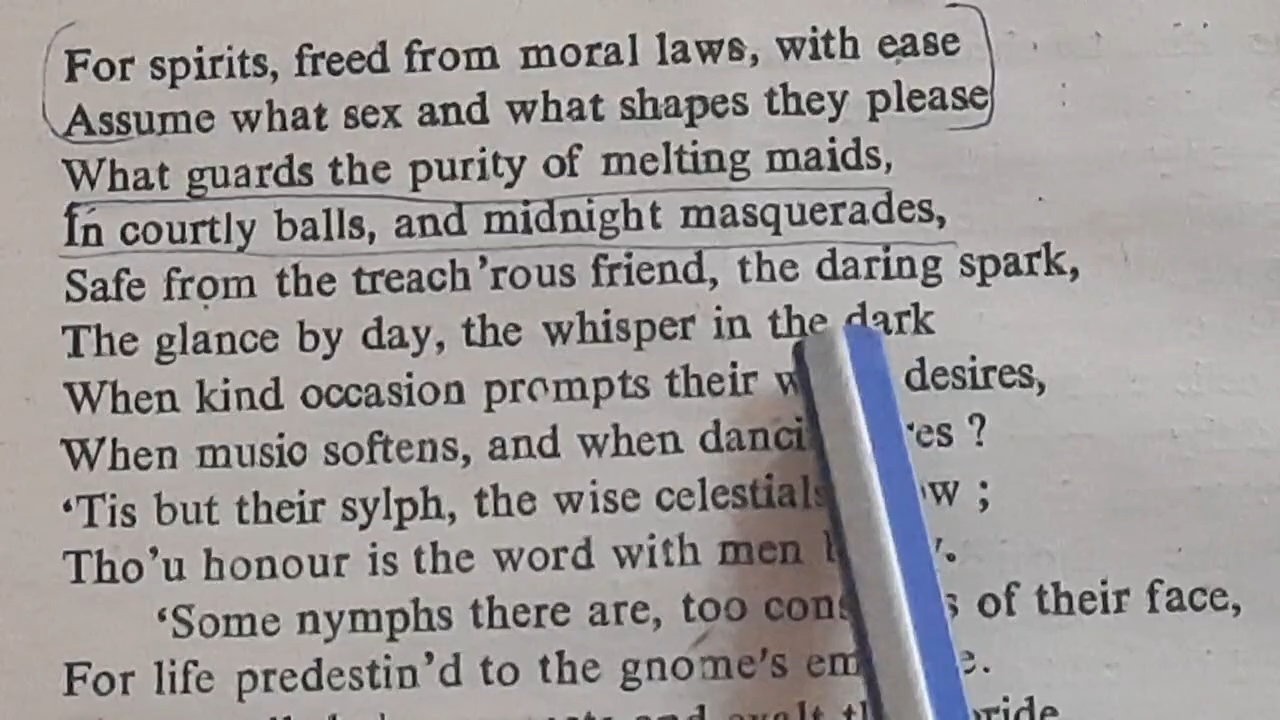 For spirits, freed from moral laws, with ease
Assume what sex and what shapes they please
What guards the purity of melting maids,
In courtly balls, and midnight masquerades,
Safe from the treach'rous friend, the daring spark,
The glance by day, the whisper in the dark
When kind occasion prompts their desires,
When music softens, and when
‘Tis but their sylph, the wise celestials ;
Tho'u honour is the word with men
‘Some nymphs there are, too of their face,
For life predestin'd to the gnome's